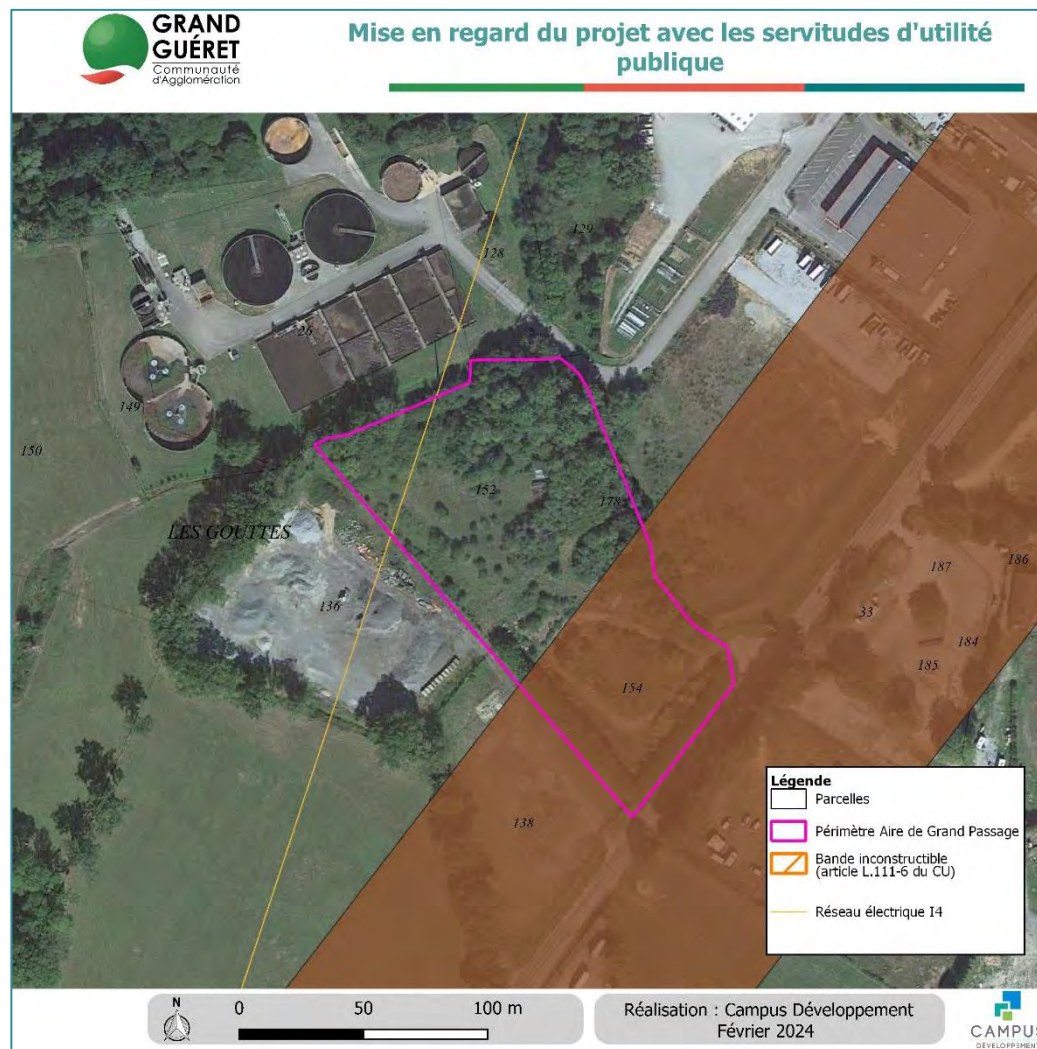 GRAND
GUÉRET
Communauté
d'Agglomération
Mise en regard du projet avec les servitudes d'utilité
publique
129
128
26
149
150
152
178
LES GOUTTES
136
187
186
33
184
185
154
138
Légende
Parcelles
Périmètre Aire de Grand Passage
Bande inconstructible
(article L.111-6 du CU)
Réseau électrique I4
N
0 50 100 m
Réalisation : Campus Développement
Février 2024
CAMPUS
DÉVELOPPEMENT